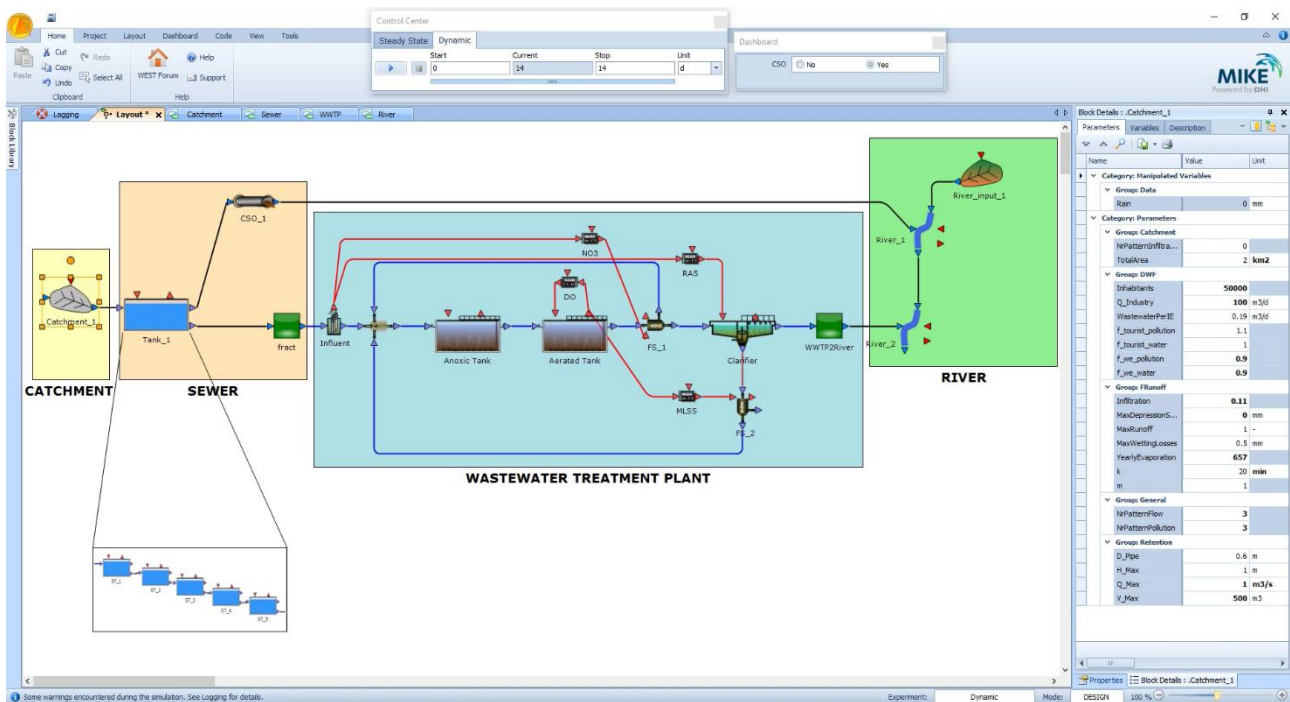 Home Project Layout Dashboard Code View Tools
Paste
Cut
Copy
Undo
Redo
Select All
Clipboard
WEST Forum
Help
Support
Help
Control Center
Steady State Dynamic
Start Current Stop Unit
0 14 14 d
Dashboard
CSO No Yes
MIKE
Powered by DHI
Block Library
Logging Layout * Catchment Sewer WWTP River
CSO_1
Catchment_1
Tank_1
fract
CATCHMENT
SEWER
Influent
Anoxic Tank
Aerated Tank
NO3
RAS
DO
FS_1
Clarifier
MLSS
FS_2
WWTP2River
WASTEWATER TREATMENT PLANT
River_input_1
River_1
River_2
RIVER
ST_1
ST_2
ST_3
ST_4
ST_5
Block Details : .Catchment_1
Parameters Variables Description
Name Value Unit
Category: Manipulated Variables
Group: Data
Rain 0 mm
Category: Parameters
Group: Catchment
NrPatternInfiltra... 0
TotalArea 2 km2
Group: DWF
Inhabitants 50000
Q_Industry 100 m3/d
WastewaterPerIE 0.19 m3/d
f_tourist_pollution 1.1
f_tourist_water 1
f_we_pollution 0.9
f_we_water 0.9
Group: FRunoff
Infiltration 0.11
MaxDepressionS... 0 mm
MaxRunoff 1 -
MaxWettingLosses 0.5 mm
YearlyEvaporation 657
k 20 min
m 1
Group: General
NrPatternFlow 3
NrPatternPollution 3
Group: Retention
D_Pipe 0.6 m
H_Max 1 m
Q_Max 1 m3/s
V_Max 500 m3
Properties Block Details : .Catchment_1
Some warnings encountered during the simulation. See Logging for details.
Experiment: Dynamic Mode: DESIGN 100 %